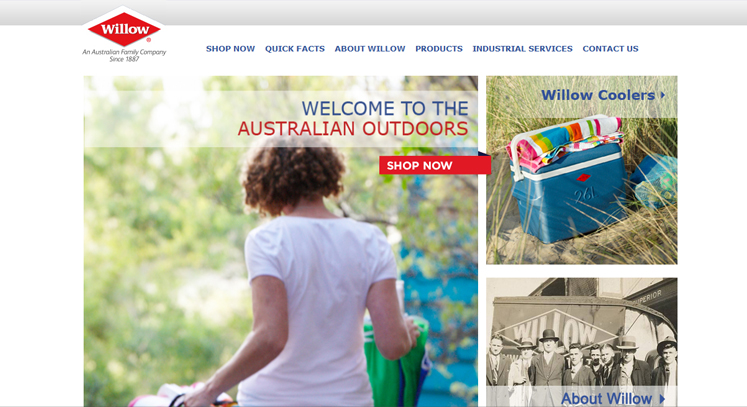 Willow
An Australian Family Company
Since 1887
SHOP NOW QUICK FACTS ABOUT WILLOW PRODUCTS INDUSTRIAL SERVICES CONTACT US
WELCOME TO THE
AUSTRALIAN OUTDOORS
SHOP NOW
Willow Coolers
26L
SUPERIOR
WILLOW
About Willow